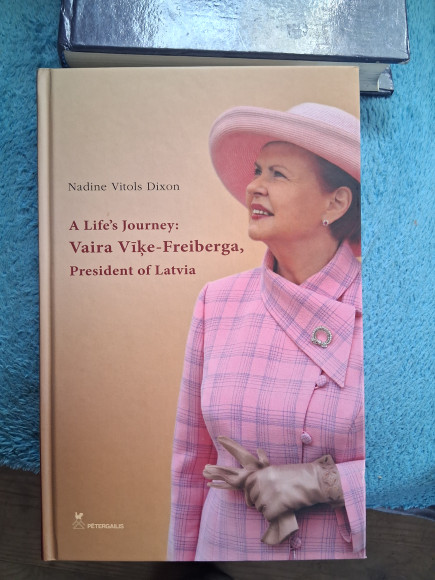 Nadine Vitols Dixon
A Life's Journey:
Vaira Vīķe-Freiberga,
President of Latvia
PĒTERGAILIS